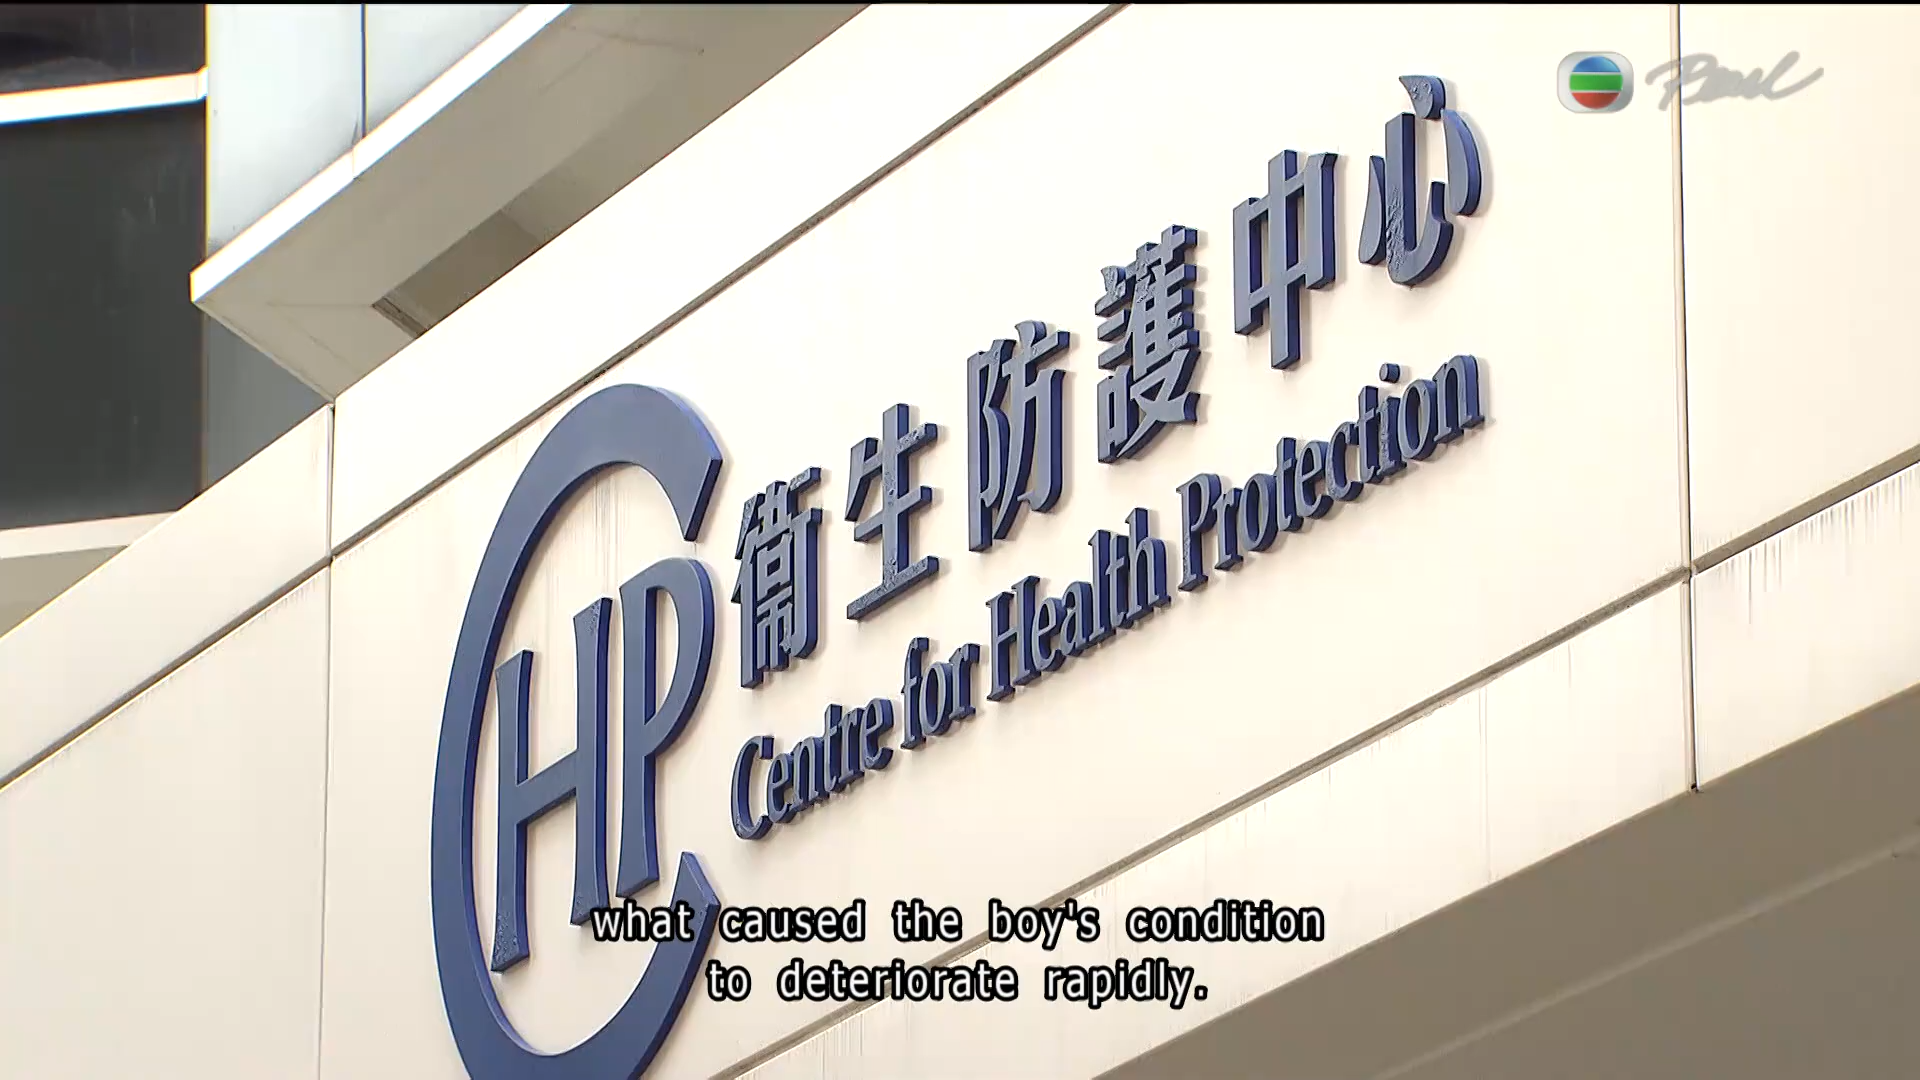 Pearl
衞生防護中心
CHP
Centre for Health Protection
what caused the boy's condition
to deteriorate rapidly.